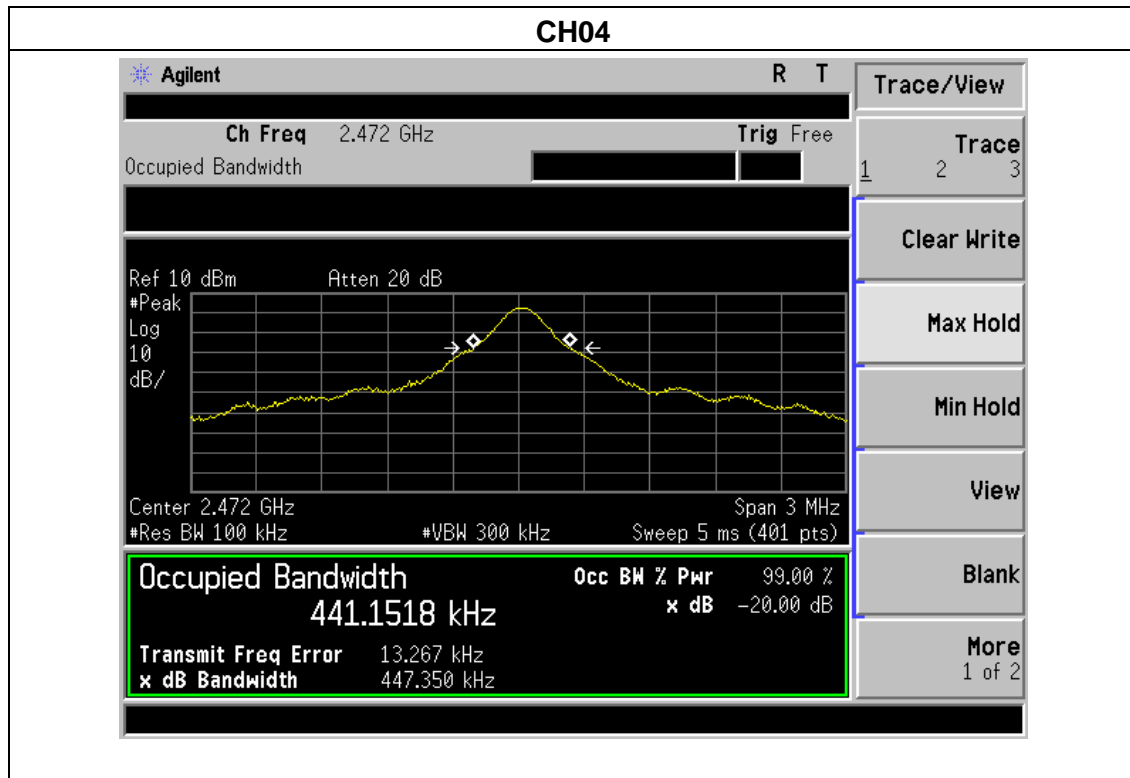 CH04
Agilent
R T
Trace/View
Ch Freq 2.472 GHz
Trig Free
Occupied Bandwidth
Trace
1 2 3
Clear Write
Ref 10 dBm
Atten 20 dB
#Peak
Log
10
dB/
Max Hold
Min Hold
View
Center 2.472 GHz
Span 3 MHz
#Res BW 100 kHz
#VBW 300 kHz
Sweep 5 ms (401 pts)
Occupied Bandwidth
441.1518 kHz
Occ BW % Pwr 99.00 %
x dB -20.00 dB
Blank
Transmit Freq Error 13.267 kHz
x dB Bandwidth 447.350 kHz
More
1 of 2